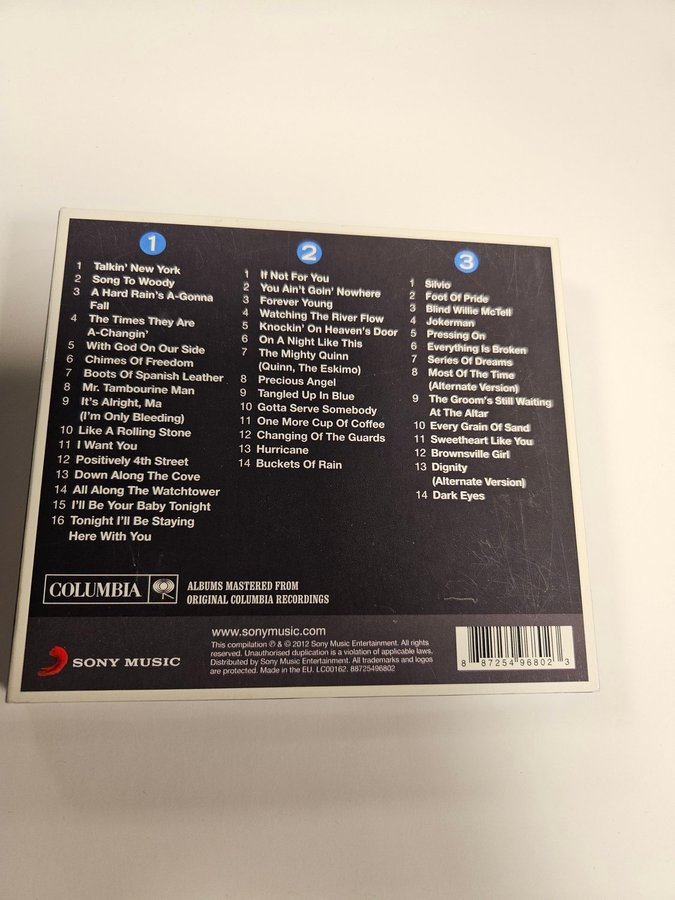 1
1 Talkin' New York
2 Song To Woody
3 A Hard Rain's A-Gonna
Fall
4 The Times They Are
A-Changin'
5 With God On Our Side
6 Chimes Of Freedom
7 Boots Of Spanish Leather
8 Mr. Tambourine Man
9 It's Alright, Ma
(I'm Only Bleeding)
10 Like A Rolling Stone
11 I Want You
12 Positively 4th Street
13 Down Along The Cove
14 All Along The Watchtower
15 I'll Be Your Baby Tonight
16 Tonight I'll Be Staying
Here With You
2
1 If Not For You
2 You Ain't Goin' Nowhere
3 Forever Young
4 Watching The River Flow
5 Knockin' On Heaven's Door
6 On A Night Like This
7 The Mighty Quinn
(Quinn, The Eskimo)
8 Precious Angel
9 Tangled Up In Blue
10 Gotta Serve Somebody
11 One More Cup Of Coffee
12 Changing Of The Guards
13 Hurricane
14 Buckets Of Rain
3
1 Silvio
2 Foot Of Pride
3 Blind Willie McTell
4 Jokerman
5 Pressing On
6 Everything Is Broken
7 Series Of Dreams
8 Most Of The Time
(Alternate Version)
9 The Groom's Still Waiting
At The Altar
10 Every Grain Of Sand
11 Sweetheart Like You
12 Brownsville Girl
13 Dignity
(Alternate Version)
14 Dark Eyes
COLUMBIA
ALBUMS MASTERED FROM
ORIGINAL COLUMBIA RECORDINGS
SONY MUSIC
www.sonymusic.com
This compilation ℗ & © 2012 Sony Music Entertainment. All rights
reserved. Unauthorised duplication is a violation of applicable laws.
Distributed by Sony Music Entertainment. All trademarks and logos
are protected. Made in the EU. LC00162. 88725496802
8 87254 96802 3